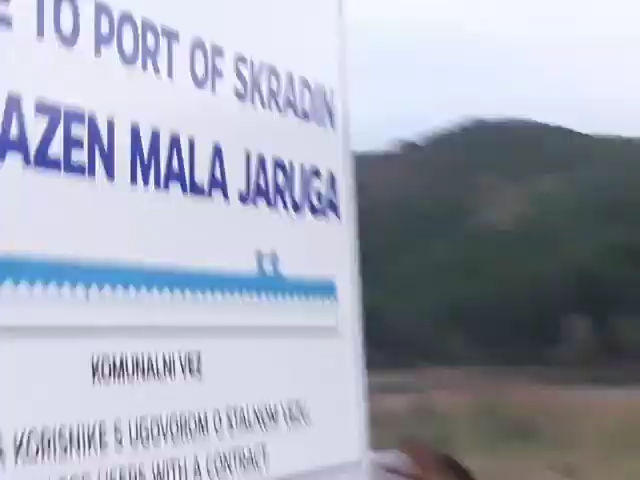 TO PORT OF SKRADIN
AZEN MALA JARUGA
KOMUNALNI VEZ
KORISNIKE S UGOVOROM O STALNOM VEZU
USERS WITH A CONTRACT